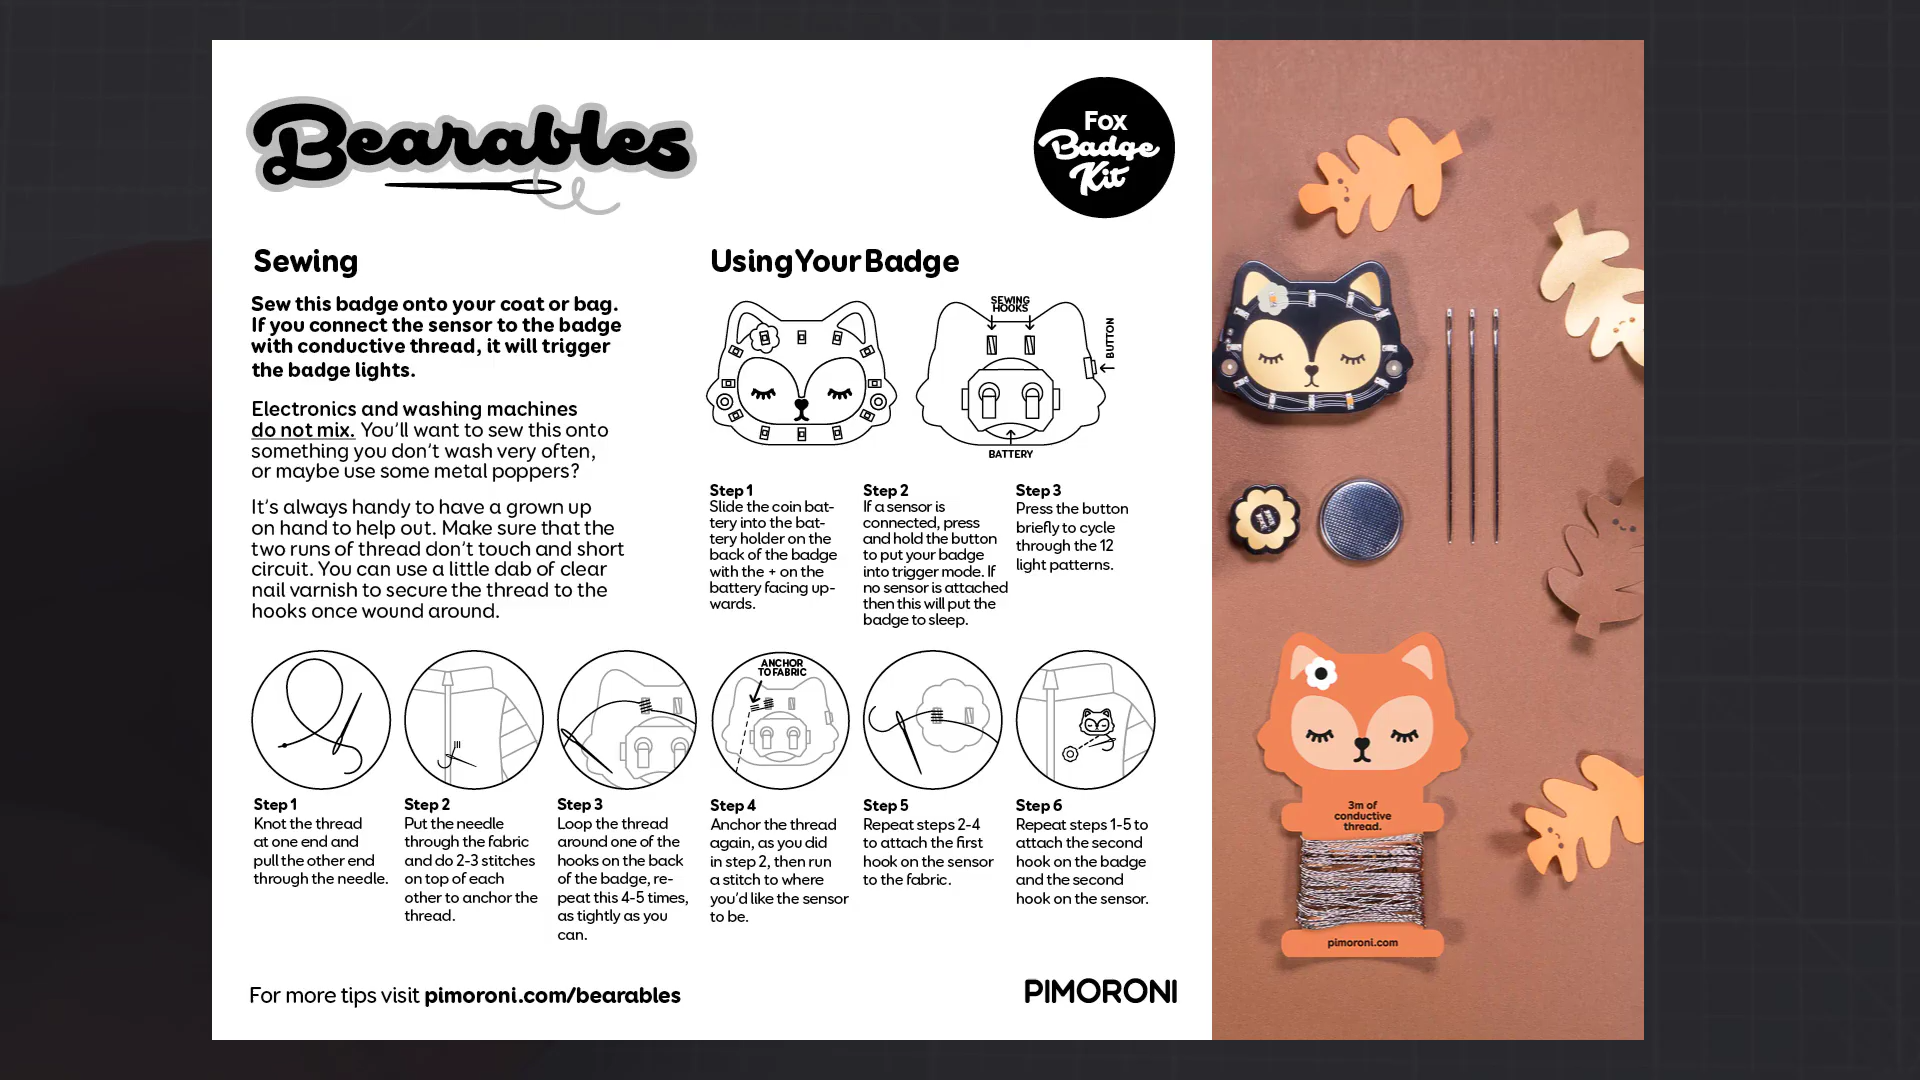 Bearables
Fox
Badge
Kit
Sewing
Sew this badge onto your coat or bag.
If you connect the sensor to the badge
with conductive thread, it will trigger
the badge lights.
Electronics and washing machines
do not mix. You'll want to sew this onto
something you don't wash very often,
or maybe use some metal poppers?
It's always handy to have a grown up
on hand to help out. Make sure that the
two runs of thread don't touch and short
circuit. You can use a little dab of clear
nail varnish to secure the thread to the
hooks once wound around.
Using Your Badge
SEWING
HOOKS
BUTTON
BATTERY
Step 1
Slide the coin bat-
tery into the bat-
tery holder on the
back of the badge
with the + on the
battery facing up-
wards.
Step 2
If a sensor is
connected, press
and hold the button
to put your badge
into trigger mode. If
no sensor is attached
then this will put the
badge to sleep.
Step 3
Press the button
briefly to cycle
through the 12
light patterns.
ANCHOR
TO FABRIC
Step 1
Knot the thread
at one end and
pull the other end
through the needle.
Step 2
Put the needle
through the fabric
and do 2-3 stitches
on top of each
other to anchor the
thread.
Step 3
Loop the thread
around one of the
hooks on the back
of the badge, re-
peat this 4-5 times,
as tightly as you
can.
Step 4
Anchor the thread
again, as you did
in step 2, then run
a stitch to where
you'd like the sensor
to be.
Step 5
Repeat steps 2-4
to attach the first
hook on the sensor
to the fabric.
Step 6
Repeat steps 1-5 to
attach the second
hook on the badge
and the second
hook on the sensor.
For more tips visit pimoroni.com/bearables
PIMORONI
3m of
conductive
thread.
pimoroni.com